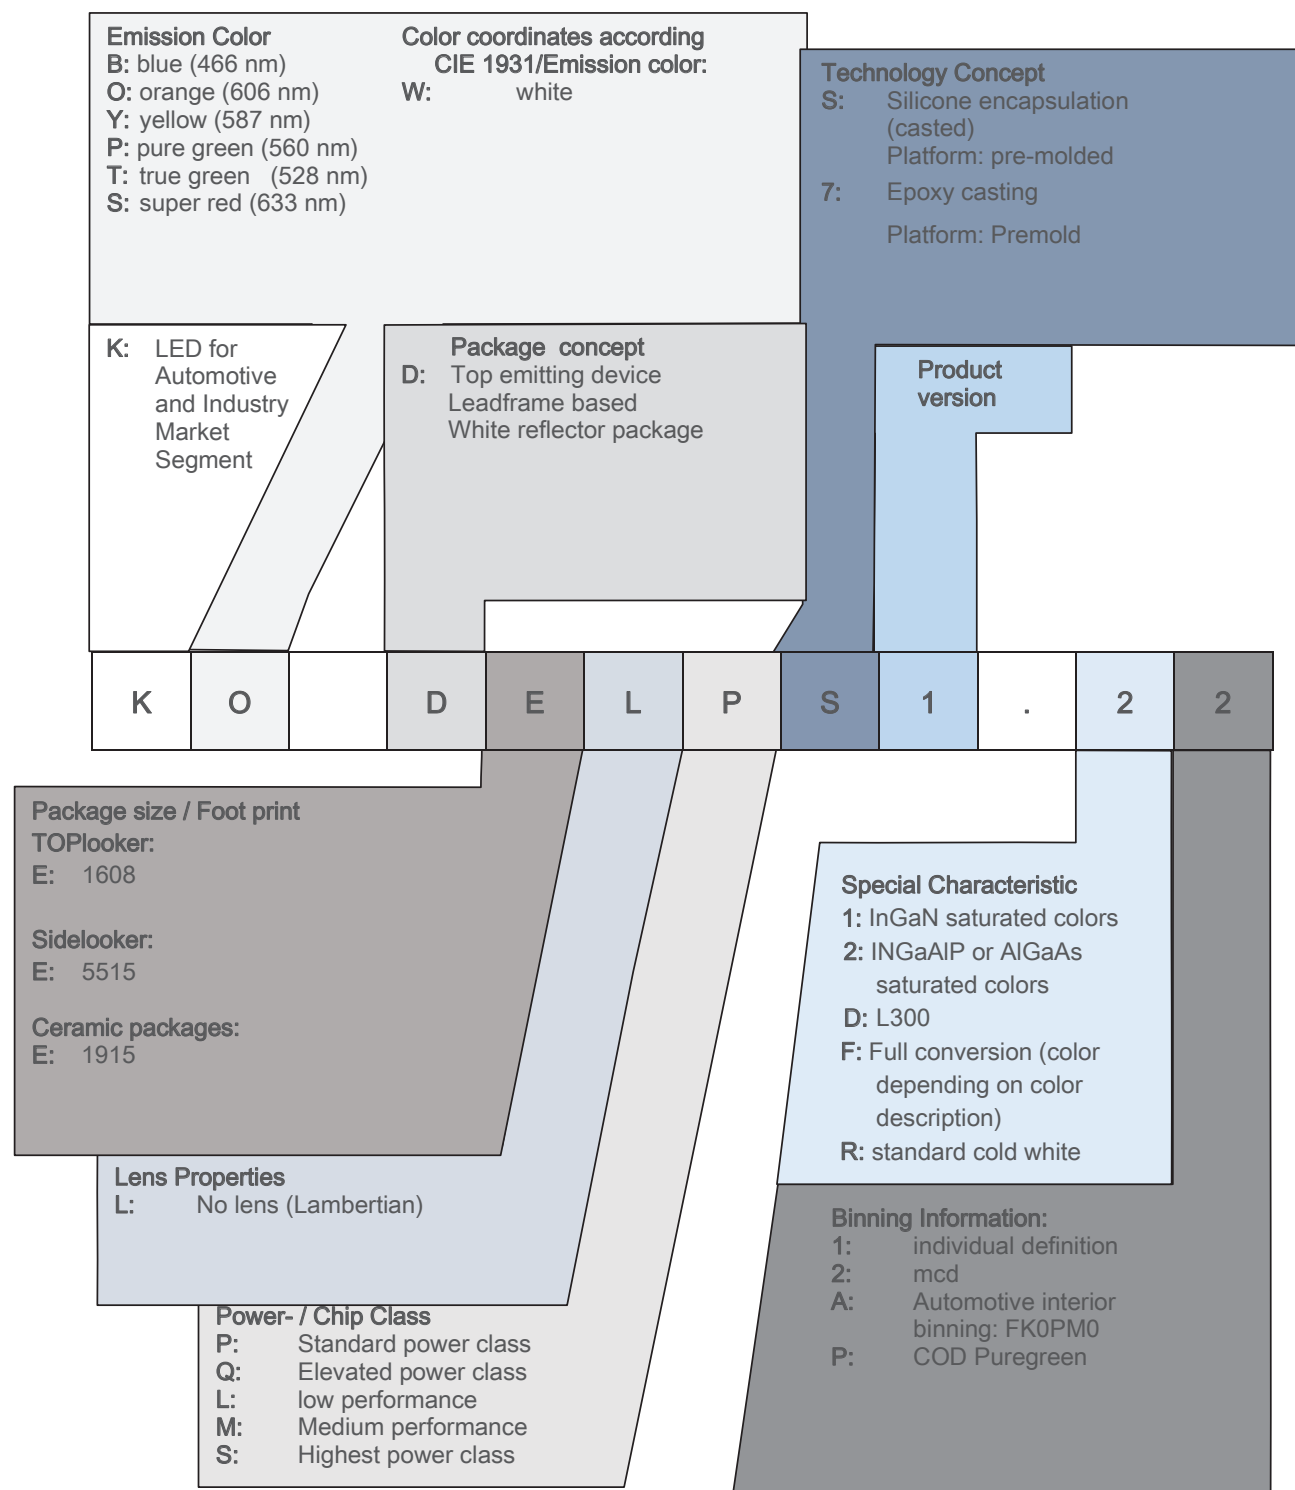 Emission Color
B: blue (466 nm)
O: orange (606 nm)
Y: yellow (587 nm)
P: pure green (560 nm)
T: true green (528 nm)
S: super red (633 nm)
Color coordinates according
CIE 1931/Emission color:
W: white
Technology Concept
S: Silicone encapsulation
(casted)
Platform: pre-molded
7: Epoxy casting
Platform: Premold
K: LED for
Automotive
and Industry
Market
Segment
Package concept
D: Top emitting device
Leadframe based
White reflector package
Product
version
K O D E L P S 1 . 2 2
Package size / Foot print
TOPlooker:
E: 1608
Sidelooker:
E: 5515
Ceramic packages:
E: 1915
Lens Properties
L: No lens (Lambertian)
Power- / Chip Class
P: Standard power class
Q: Elevated power class
L: low performance
M: Medium performance
S: Highest power class
Special Characteristic
1: InGaN saturated colors
2: INGaAlP or AlGaAs
saturated colors
D: L300
F: Full conversion (color
depending on color
description)
R: standard cold white
Binning Information:
1: individual definition
2: mcd
A: Automotive interior
binning: FK0PM0
P: COD Puregreen